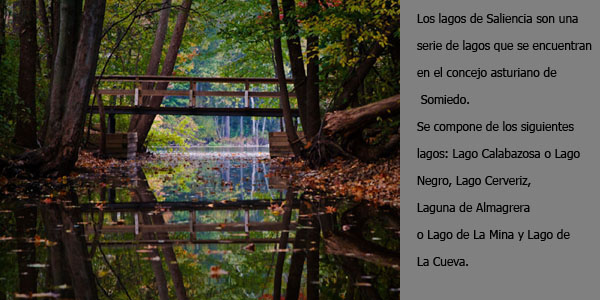 Los lagos de Saliencia son una
serie de lagos que se encuentran
en el concejo asturiano de
Somiedo.
Se compone de los siguientes
lagos: Lago Calabazosa o Lago
Negro, Lago Cerveriz,
Laguna de Almagrera
o Lago de La Mina y Lago de
La Cueva.